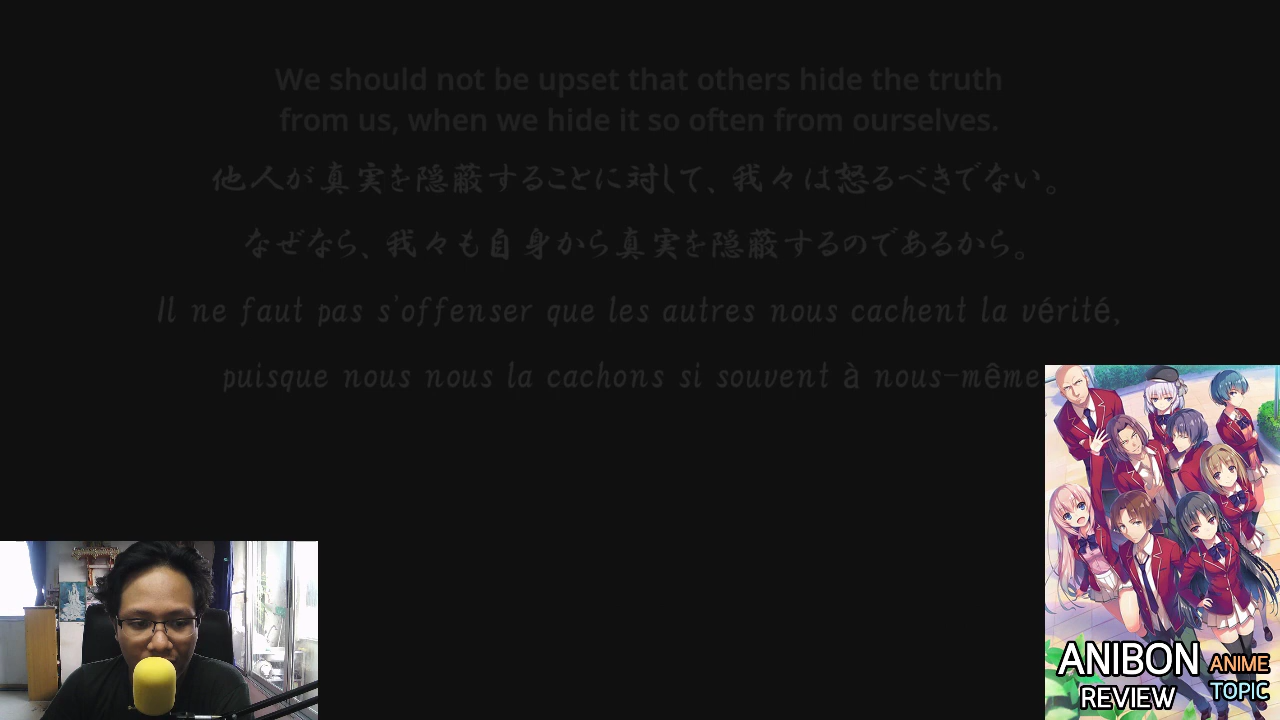 We should not be upset that others hide the truth
from us, when we hide it so often from ourselves.
他人が真実を隠蔽することに対して、我々は怒るべきでない。
なぜなら、我々も自身から真実を隠蔽するのであるから。
Il ne faut pas s'offenser que les autres nous cachent la vérité,
puisque nous nous la cachons si souvent à nous-même
ANIBON
REVIEW
ANIME
TOPIC